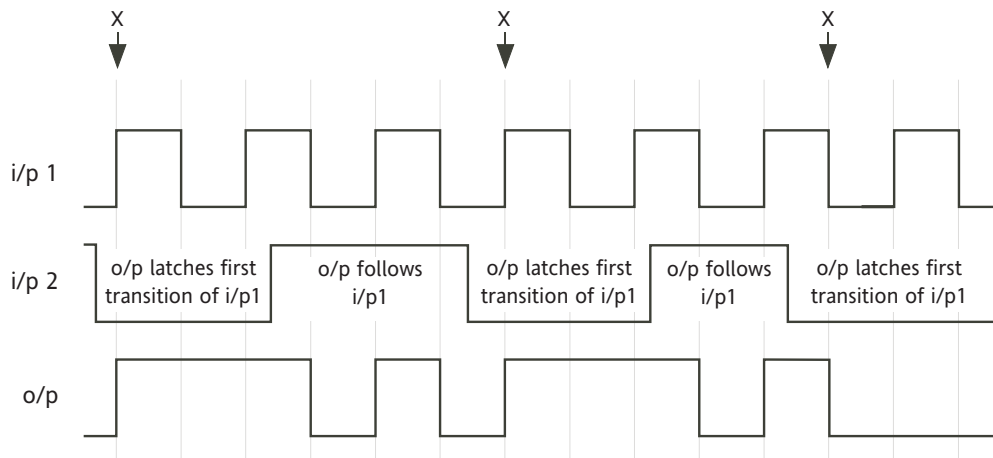 X X X
i/p 1
i/p 2
o/p latches first
transition of i/p1
o/p follows
i/p1
o/p latches first
transition of i/p1
o/p follows
i/p1
o/p latches first
transition of i/p1
o/p